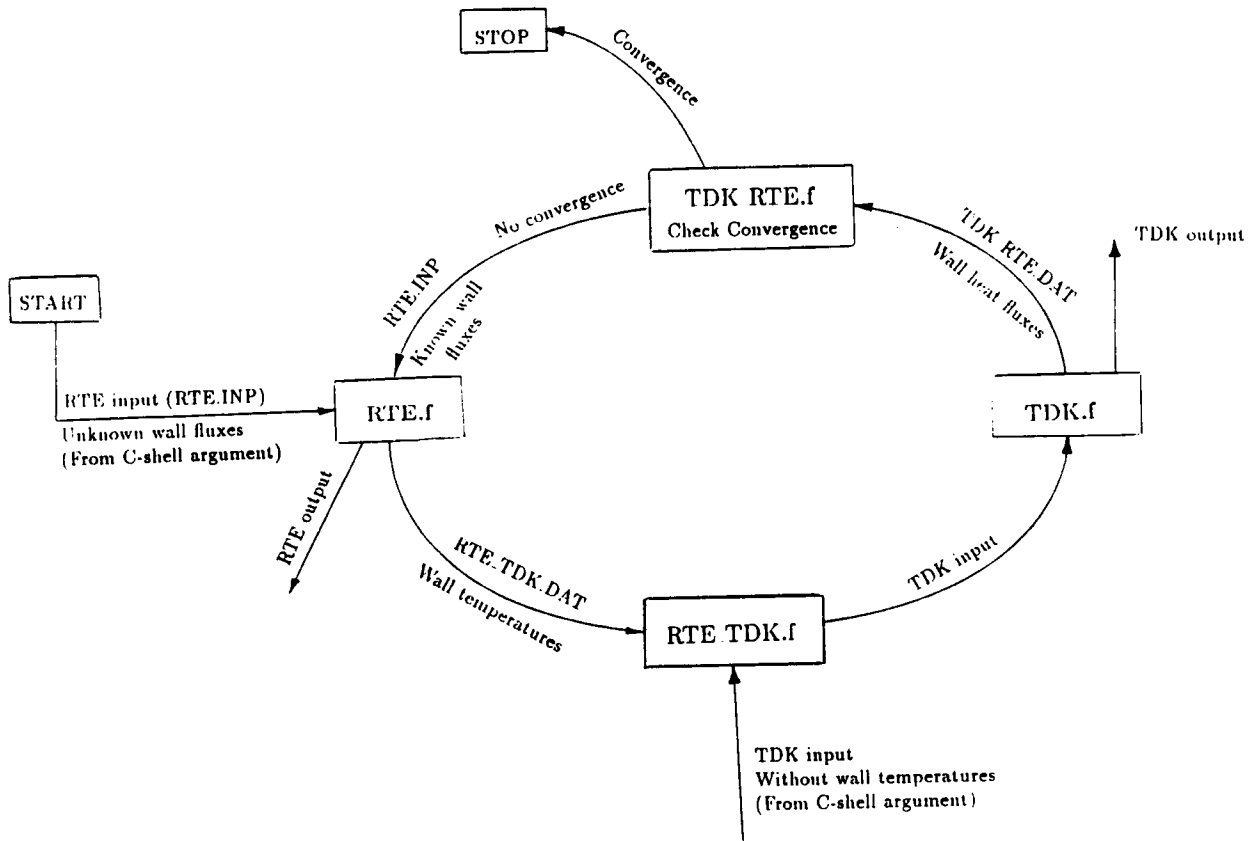 STOP
Convergence
TDK RTE.f
Check Convergence
No convergence
TDK RTE.DAT
Wall heat fluxes
TDK output
START
RTE.INP
Known wall
fluxes
RTE input (RTE.INP)
Unknown wall fluxes
(From C-shell argument)
RTE.f
TDK.f
RTE output
RTE_TDK.DAT
Wall temperatures
TDK input
RTE TDK.f
TDK input
Without wall temperatures
(From C-shell argument)